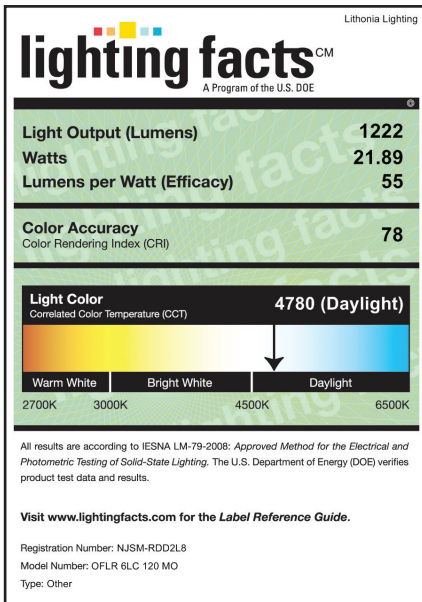 Lithonia Lighting
lighting facts CM
A Program of the U.S. DOE
Light Output (Lumens) 1222
Watts 21.89
Lumens per Watt (Efficacy) 55
Color Accuracy
Color Rendering Index (CRI) 78
Light Color
Correlated Color Temperature (CCT) 4780 (Daylight)
Warm White Bright White Daylight
2700K 3000K 4500K 6500K
All results are according to IESNA LM-79-2008: Approved Method for the Electrical and
Photometric Testing of Solid-State Lighting. The U.S. Department of Energy (DOE) verifies
product test data and results.
Visit www.lightingfacts.com for the Label Reference Guide.
Registration Number: NJSM-RDD2L8
Model Number: OFLR 6LC 120 MO
Type: Other